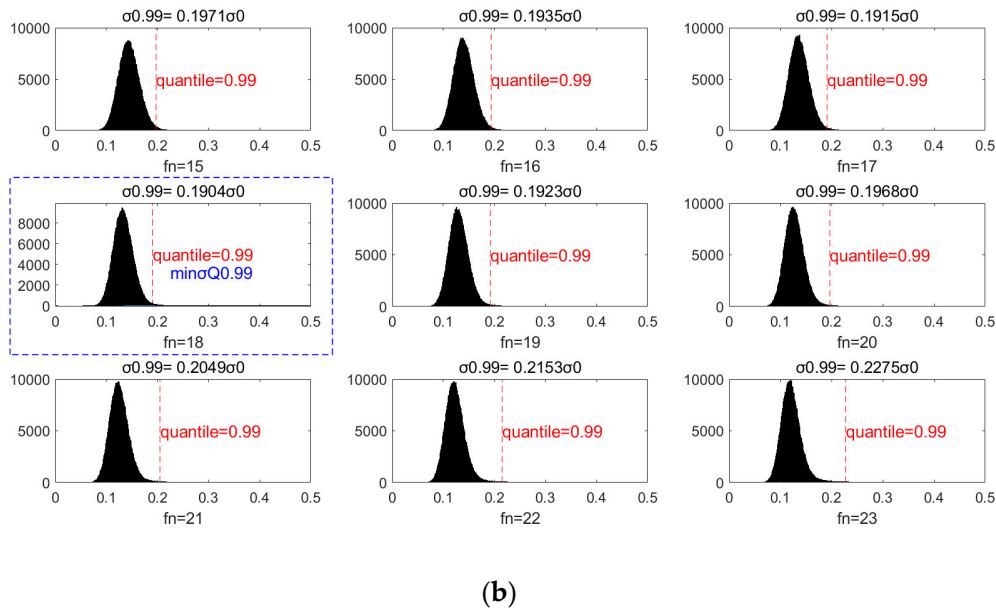 σ0.99= 0.1971σ0
10000
5000
0
quantile=0.99
0 0.1 0.2 0.3 0.4 0.5
fn=15
σ0.99= 0.1935σ0
10000
5000
0
quantile=0.99
0 0.1 0.2 0.3 0.4 0.5
fn=16
σ0.99= 0.1915σ0
10000
5000
0
quantile=0.99
0 0.1 0.2 0.3 0.4 0.5
fn=17
σ0.99= 0.1904σ0
8000
6000
4000
2000
0
quantile=0.99
minσQ0.99
0 0.1 0.2 0.3 0.4 0.5
fn=18
σ0.99= 0.1923σ0
10000
5000
0
quantile=0.99
0 0.1 0.2 0.3 0.4 0.5
fn=19
σ0.99= 0.1968σ0
10000
5000
0
quantile=0.99
0 0.1 0.2 0.3 0.4 0.5
fn=20
σ0.99= 0.2049σ0
10000
5000
0
quantile=0.99
0 0.1 0.2 0.3 0.4 0.5
fn=21
σ0.99= 0.2153σ0
10000
5000
0
quantile=0.99
0 0.1 0.2 0.3 0.4 0.5
fn=22
σ0.99= 0.2275σ0
10000
5000
0
quantile=0.99
0 0.1 0.2 0.3 0.4 0.5
fn=23
(b)